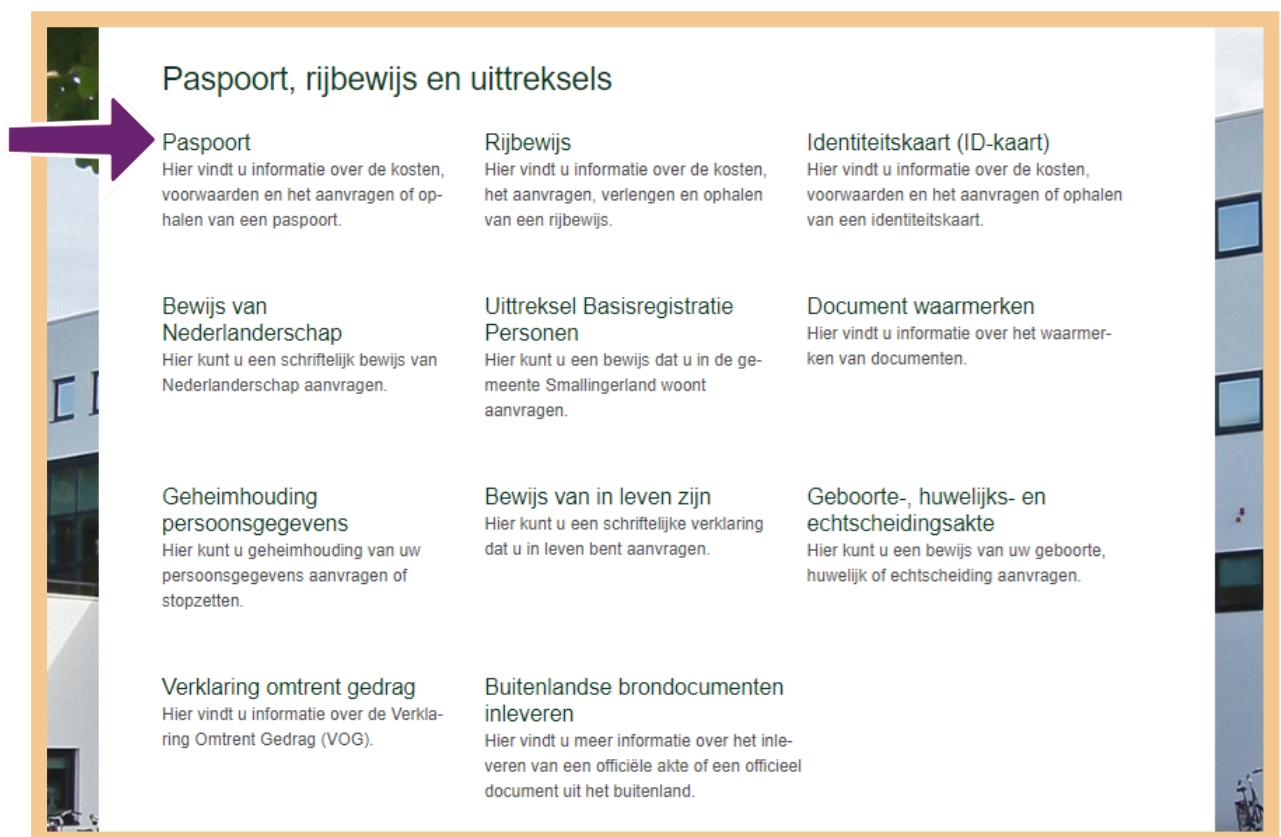 Paspoort, rijbewijs en uittreksels
Paspoort
Hier vindt u informatie over de kosten,
voorwaarden en het aanvragen of op-
halen van een paspoort.
Rijbewijs
Hier vindt u informatie over de kosten,
het aanvragen, verlengen en ophalen
van een rijbewijs.
Identiteitskaart (ID-kaart)
Hier vindt u informatie over de kosten,
voorwaarden en het aanvragen of ophalen
van een identiteitskaart.
Bewijs van
Nederlanderschap
Hier kunt u een schriftelijk bewijs van
Nederlanderschap aanvragen.
Uittreksel Basisregistratie
Personen
Hier kunt u een bewijs dat u in de ge-
meente Smallingerland woont
aanvragen.
Document waarmerken
Hier vindt u informatie over het waarmer-
ken van documenten.
Geheimhouding
persoonsgegevens
Hier kunt u geheimhouding van uw
persoonsgegevens aanvragen of
stopzetten.
Bewijs van in leven zijn
Hier kunt u een schriftelijke verklaring
dat u in leven bent aanvragen.
Geboorte-, huwelijks- en
echtscheidingsakte
Hier kunt u een bewijs van uw geboorte,
huwelijk of echtscheiding aanvragen.
Verklaring omtrent gedrag
Hier vindt u informatie over de Verkla-
ring Omtrent Gedrag (VOG).
Buitenlandse brondocumenten
inleveren
Hier vindt u meer informatie over het inle-
veren van een officiële akte of een officieel
document uit het buitenland.